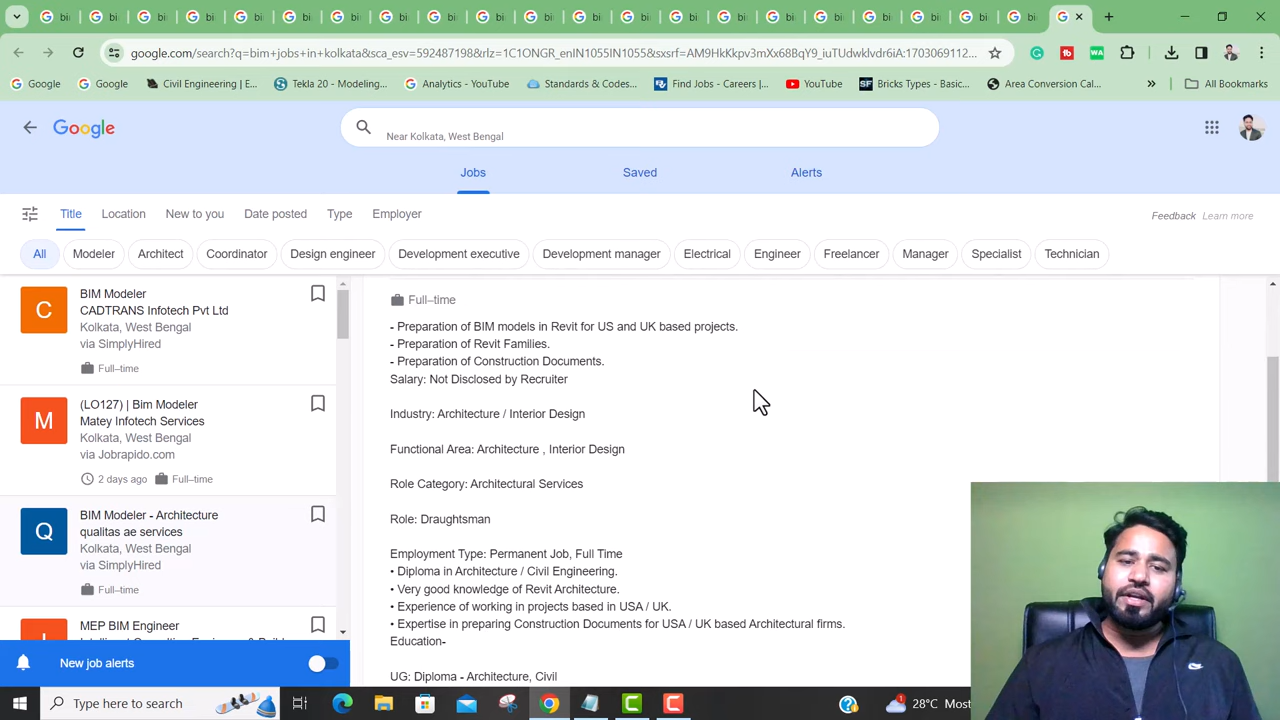 google.com/search?q=bim+jobs+in+kolkata&sca_esv=592487198&rlz=1C1ONGR_enIN1055IN1055&sxsrf=AM9HkKkpv3mXx68BqY9_iuTUdwklvdr6iA:1703069112...
Google
Google
Civil Engineering | E...
Tekla 20 - Modeling...
Analytics - YouTube
Standards & Codes...
Find Jobs - Careers |...
YouTube
Bricks Types - Basic...
Area Conversion Cal...
All Bookmarks
Google
Near Kolkata, West Bengal
Jobs
Saved
Alerts
Title
Location
New to you
Date posted
Type
Employer
Feedback
Learn more
All
Modeler
Architect
Coordinator
Design engineer
Development executive
Development manager
Electrical
Engineer
Freelancer
Manager
Specialist
Technician
C
BIM Modeler
CADTRANS Infotech Pvt Ltd
Kolkata, West Bengal
via SimplyHired
Full–time
M
(LO127) | Bim Modeler
Matey Infotech Services
Kolkata, West Bengal
via Jobrapido.com
2 days ago
Full–time
Q
BIM Modeler - Architecture
qualitas ae services
Kolkata, West Bengal
via SimplyHired
Full–time
MEP BIM Engineer
New job alerts
Full–time
- Preparation of BIM models in Revit for US and UK based projects.
- Preparation of Revit Families.
- Preparation of Construction Documents.
Salary: Not Disclosed by Recruiter
Industry: Architecture / Interior Design
Functional Area: Architecture , Interior Design
Role Category: Architectural Services
Role: Draughtsman
Employment Type: Permanent Job, Full Time
• Diploma in Architecture / Civil Engineering.
• Very good knowledge of Revit Architecture.
• Experience of working in projects based in USA / UK.
• Expertise in preparing Construction Documents for USA / UK based Architectural firms.
Education-
UG: Diploma - Architecture, Civil
Type here to search
28°C Most